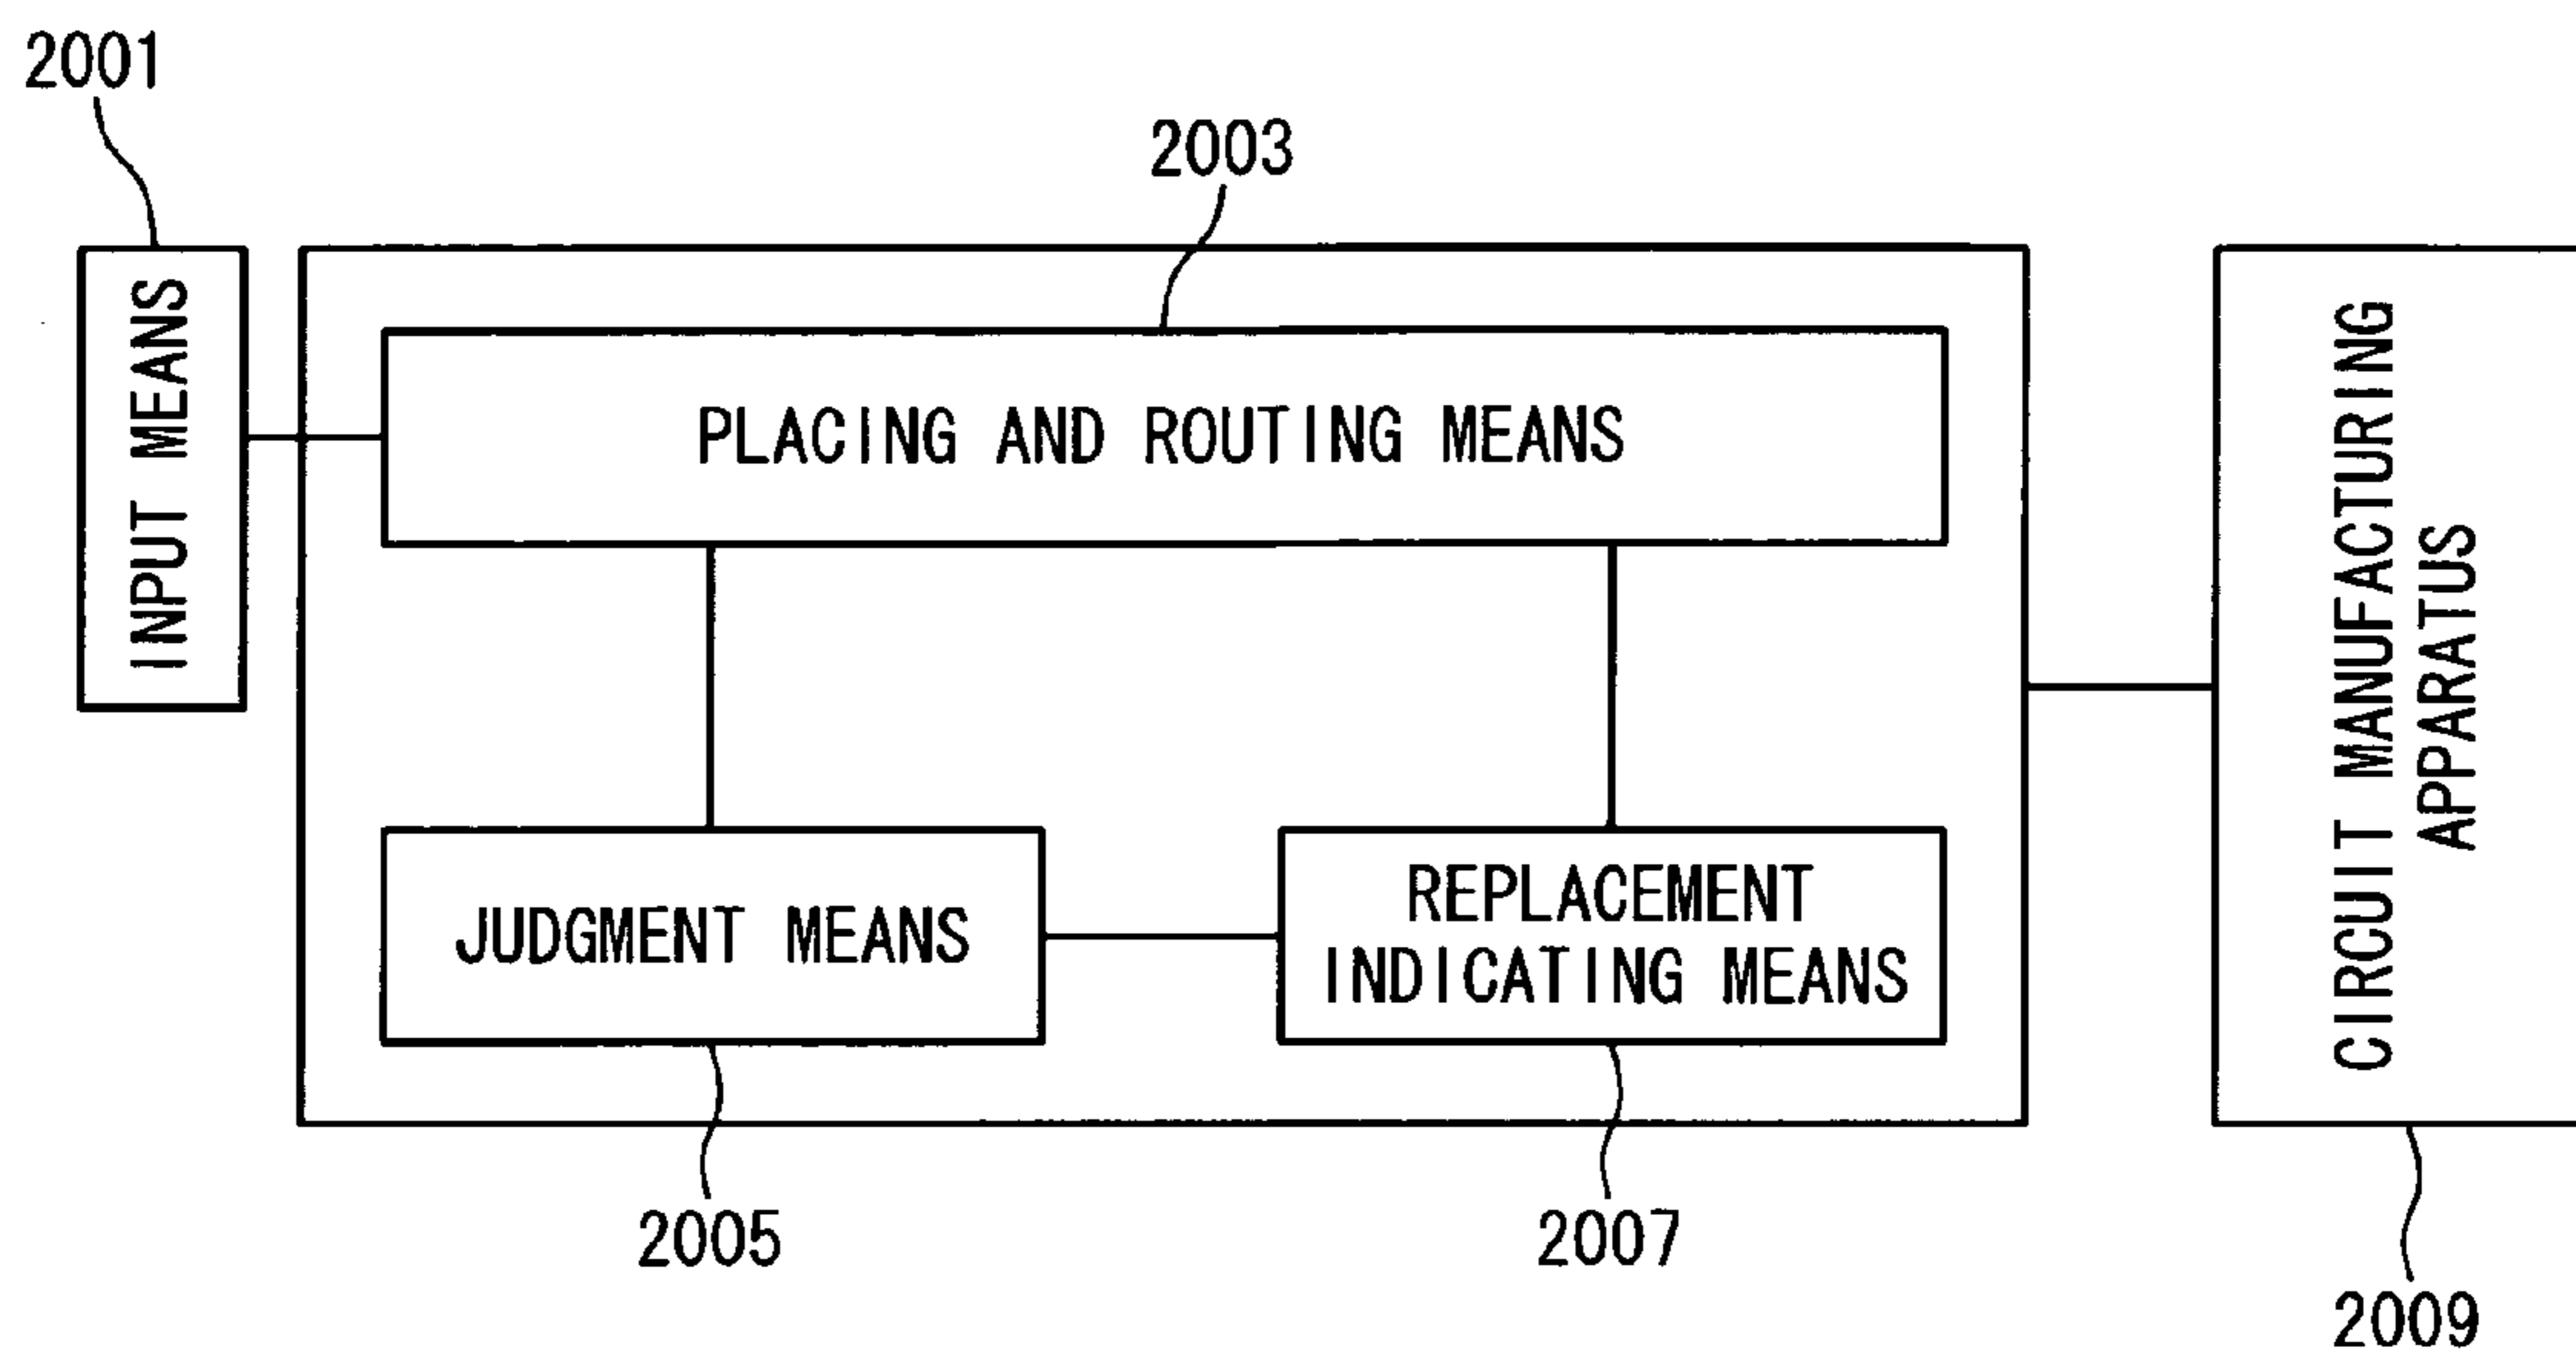 2001
2003
INPUT MEANS
PLACING AND ROUTING MEANS
JUDGMENT MEANS
REPLACEMENT
INDICATING MEANS
CIRCUIT MANUFACTURING
APPARATUS
2005
2007
2009